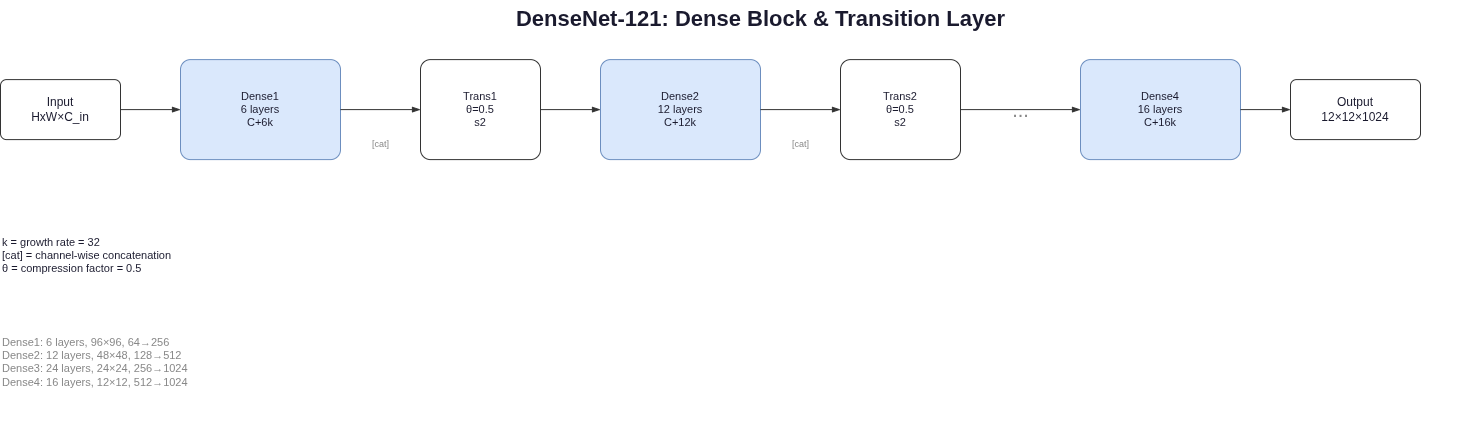 DenseNet-121: Dense Block & Transition Layer
Input
HxW×C_in
Dense1
6 layers
C+6k
[cat]
Trans1
θ=0.5
s2
Dense2
12 layers
C+12k
[cat]
Trans2
θ=0.5
s2
...
Dense4
16 layers
C+16k
Output
12×12×1024
k = growth rate = 32
[cat] = channel-wise concatenation
θ = compression factor = 0.5
Dense1: 6 layers, 96×96, 64→256
Dense2: 12 layers, 48×48, 128→512
Dense3: 24 layers, 24×24, 256→1024
Dense4: 16 layers, 12×12, 512→1024